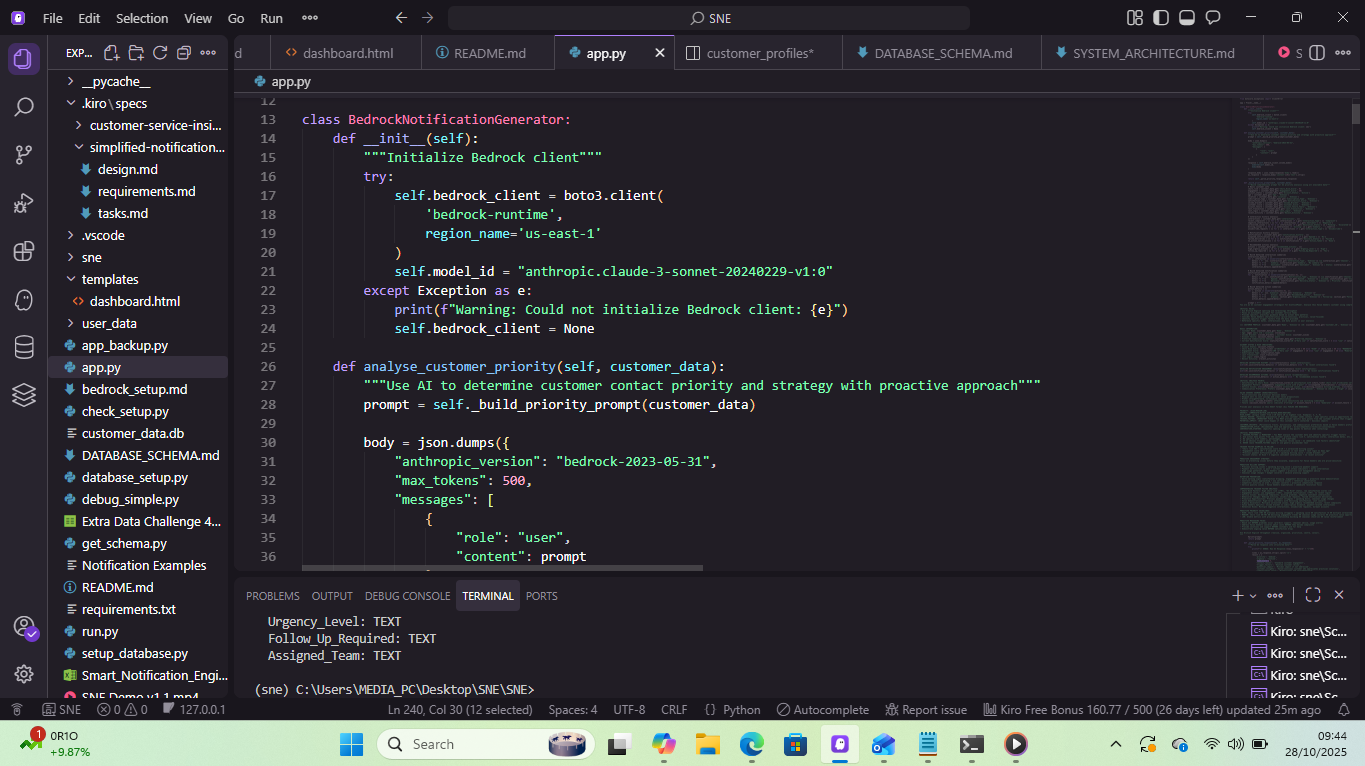 File Edit Selection View Go Run
SNE
EXP...
d
dashboard.html
README.md
app.py
customer_profiles*
DATABASE_SCHEMA.md
SYSTEM_ARCHITECTURE.md
S
app.py
__pycache__
.kiro\specs
customer-service-insi...
simplified-notification...
design.md
requirements.md
tasks.md
.vscode
sne
templates
dashboard.html
user_data
app_backup.py
app.py
bedrock_setup.md
check_setup.py
customer_data.db
DATABASE_SCHEMA.md
database_setup.py
debug_simple.py
Extra Data Challenge 4...
get_schema.py
Notification Examples
README.md
requirements.txt
run.py
setup_database.py
Smart_Notification_Engi...
SNE Demo v1.1.mp4
12
13 class BedrockNotificationGenerator:
14 def __init__(self):
15 """Initialize Bedrock client"""
16 try:
17 self.bedrock_client = boto3.client(
18 'bedrock-runtime',
19 region_name='us-east-1'
20 )
21 self.model_id = "anthropic.claude-3-sonnet-20240229-v1:0"
22 except Exception as e:
23 print(f"Warning: Could not initialize Bedrock client: {e}")
24 self.bedrock_client = None
25
26 def analyse_customer_priority(self, customer_data):
27 """Use AI to determine customer contact priority and strategy with proactive approach"""
28 prompt = self._build_priority_prompt(customer_data)
29
30 body = json.dumps({
31 "anthropic_version": "bedrock-2023-05-31",
32 "max_tokens": 500,
33 "messages": [
34 {
35 "role": "user",
36 "content": prompt
PROBLEMS OUTPUT DEBUG CONSOLE TERMINAL PORTS
Urgency_Level: TEXT
Follow_Up_Required: TEXT
Assigned_Team: TEXT
(sne) C:\Users\MEDIA_PC\Desktop\SNE\SNE>
Kiro
Kiro: sne\Sc...
Kiro: sne\Sc...
Kiro: sne\Sc...
Kiro: sne\Sc...
SNE 0 0 127.0.0.1 Ln 240, Col 30 (12 selected) Spaces: 4 UTF-8 CRLF {} Python Autocomplete Report issue Kiro Free Bonus 160.77 / 500 (26 days left) updated 25m ago
1
0R1O
+9.87%
Search
09:44
28/10/2025